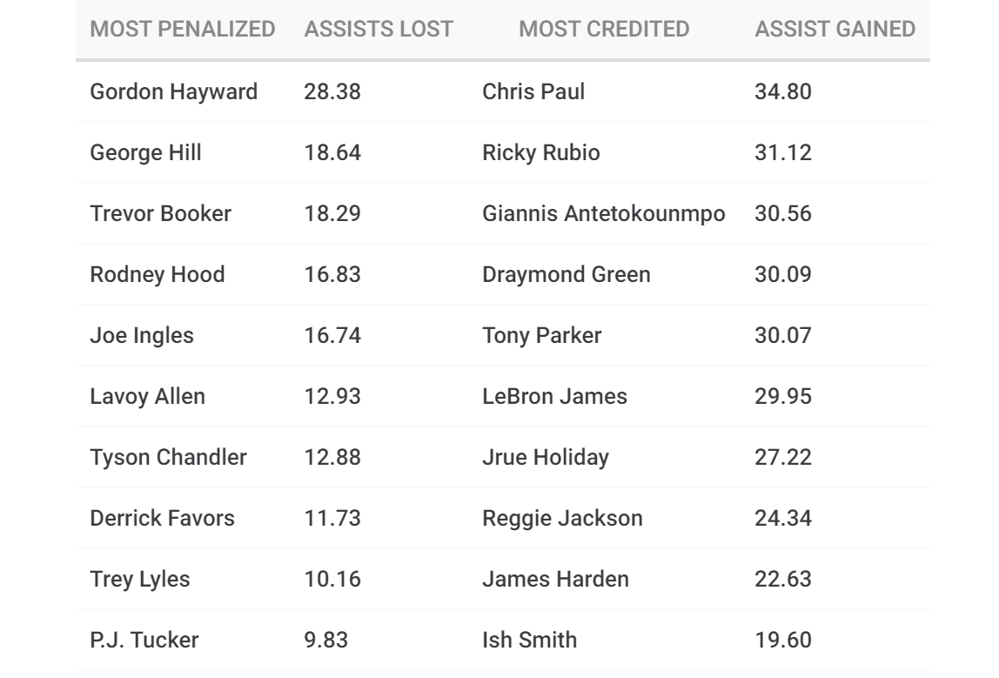 MOST PENALIZED ASSISTS LOST MOST CREDITED ASSIST GAINED
Gordon Hayward 28.38 Chris Paul 34.80
George Hill 18.64 Ricky Rubio 31.12
Trevor Booker 18.29 Giannis Antetokounmpo 30.56
Rodney Hood 16.83 Draymond Green 30.09
Joe Ingles 16.74 Tony Parker 30.07
Lavoy Allen 12.93 LeBron James 29.95
Tyson Chandler 12.88 Jrue Holiday 27.22
Derrick Favors 11.73 Reggie Jackson 24.34
Trey Lyles 10.16 James Harden 22.63
P.J. Tucker 9.83 Ish Smith 19.60